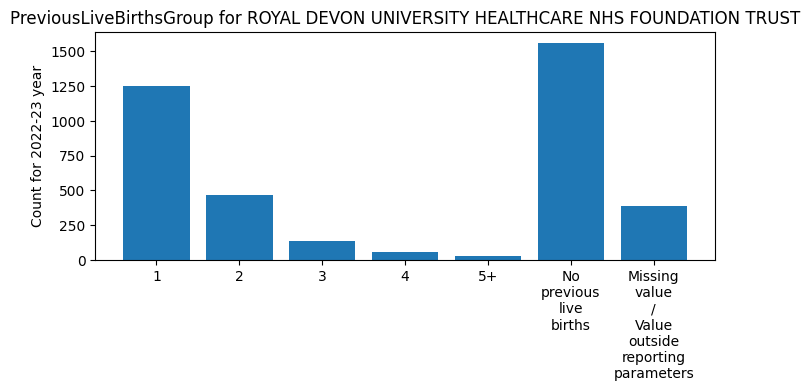 PreviousLiveBirthsGroup for ROYAL DEVON UNIVERSITY HEALTHCARE NHS FOUNDATION TRUST
Count for 2022-23 year
1500
1250
1000
750
500
250
0
1
2
3
4
5+
No
previous
live
births
Missing
value
/
Value
outside
reporting
parameters